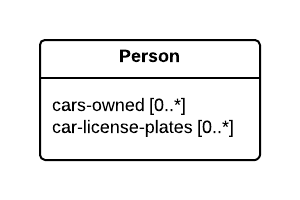 Person
cars-owned [0..*]
car-license-plates [0..*]